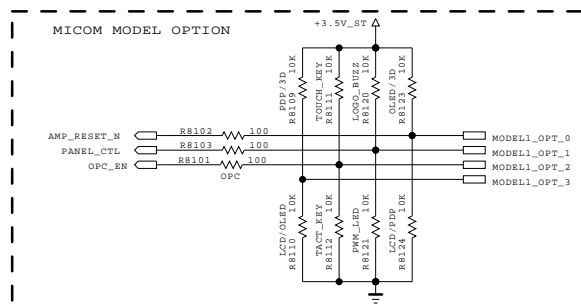 MICOM MODEL OPTION
+3.5V_ST
PDP/3D
R8109 10K
TOUCH_KEY
R8111 10K
LOGO_BUZZ
R8120 10K
OLED/3D
R8123 10K
AMP_RESET_N
R8102 100
MODEL1_OPT_0
PANEL_CTL
R8103 100
MODEL1_OPT_1
OPC_EN
R8101 100
OPC
MODEL1_OPT_2
MODEL1_OPT_3
LCD/OLED
R8110 10K
TACT_KEY
R8112 10K
PWM_LED
R8121 10K
LCD/PDP
R8124 10K